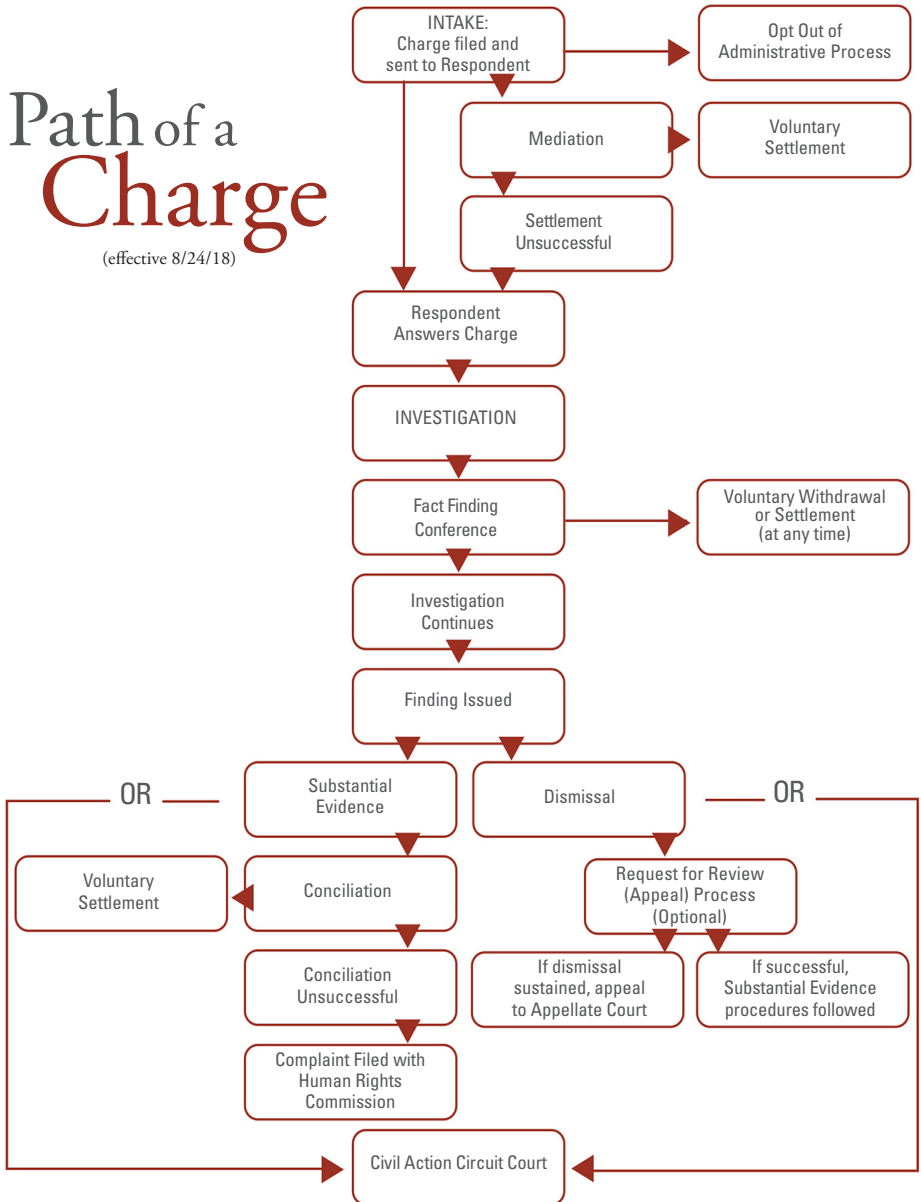 Path of a
Charge
(effective 8/24/18)
INTAKE:
Charge filed and
sent to Respondent
Opt Out of
Administrative Process
Mediation
Voluntary
Settlement
Settlement
Unsuccessful
Respondent
Answers Charge
INVESTIGATION
Fact Finding
Conference
Voluntary Withdrawal
or Settlement
(at any time)
Investigation
Continues
Finding Issued
OR
Substantial
Evidence
Dismissal
OR
Voluntary
Settlement
Conciliation
Request for Review
(Appeal) Process
(Optional)
Conciliation
Unsuccessful
If dismissal
sustained, appeal
to Appellate Court
If successful,
Substantial Evidence
procedures followed
Complaint Filed with
Human Rights
Commission
Civil Action Circuit Court